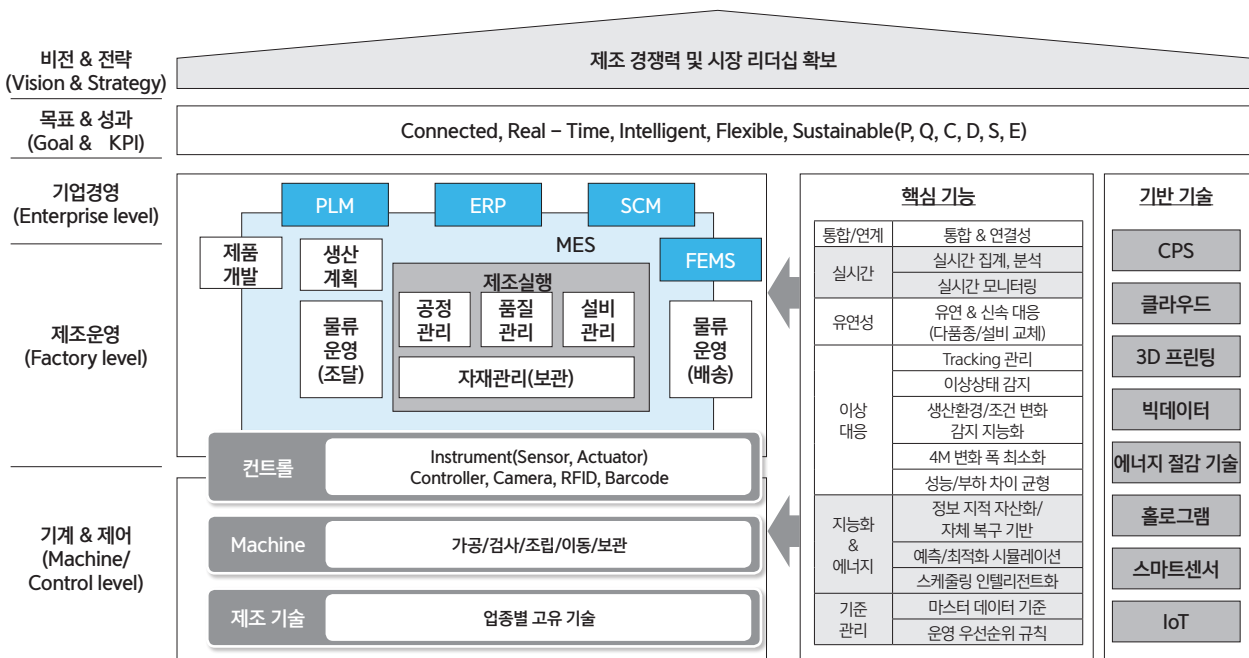 비전 & 전략
(Vision & Strategy)
제조 경쟁력 및 시장 리더십 확보
목표 & 성과
(Goal & KPI)
Connected, Real – Time, Intelligent, Flexible, Sustainable(P, Q, C, D, S, E)
기업경영
(Enterprise level)
제조운영
(Factory level)
기계 & 제어
(Machine/
Control level)
PLM
ERP
SCM
MES
FEMS
제품
개발
생산
계획
물류
운영
(조달)
제조실행
공정
관리
품질
관리
설비
관리
자재관리(보관)
물류
운영
(배송)
컨트롤
Instrument(Sensor, Actuator)
Controller, Camera, RFID, Barcode
Machine
가공/검사/조립/이동/보관
제조 기술
업종별 고유 기술
핵심 기능
통합/연계
통합 & 연결성
실시간
실시간 집계, 분석
실시간 모니터링
유연성
유연 & 신속 대응
(다품종/설비 교체)
이상
대응
Tracking 관리
이상상태 감지
생산환경/조건 변화
감지 지능화
4M 변화 폭 최소화
성능/부하 차이 균형
지능화
&
에너지
정보 지적 자산화/
자체 복구 기반
예측/최적화 시뮬레이션
스케줄링 인텔리전트화
기준
관리
마스터 데이터 기준
운영 우선순위 규칙
기반 기술
CPS
클라우드
3D 프린팅
빅데이터
에너지 절감 기술
홀로그램
스마트센서
IoT